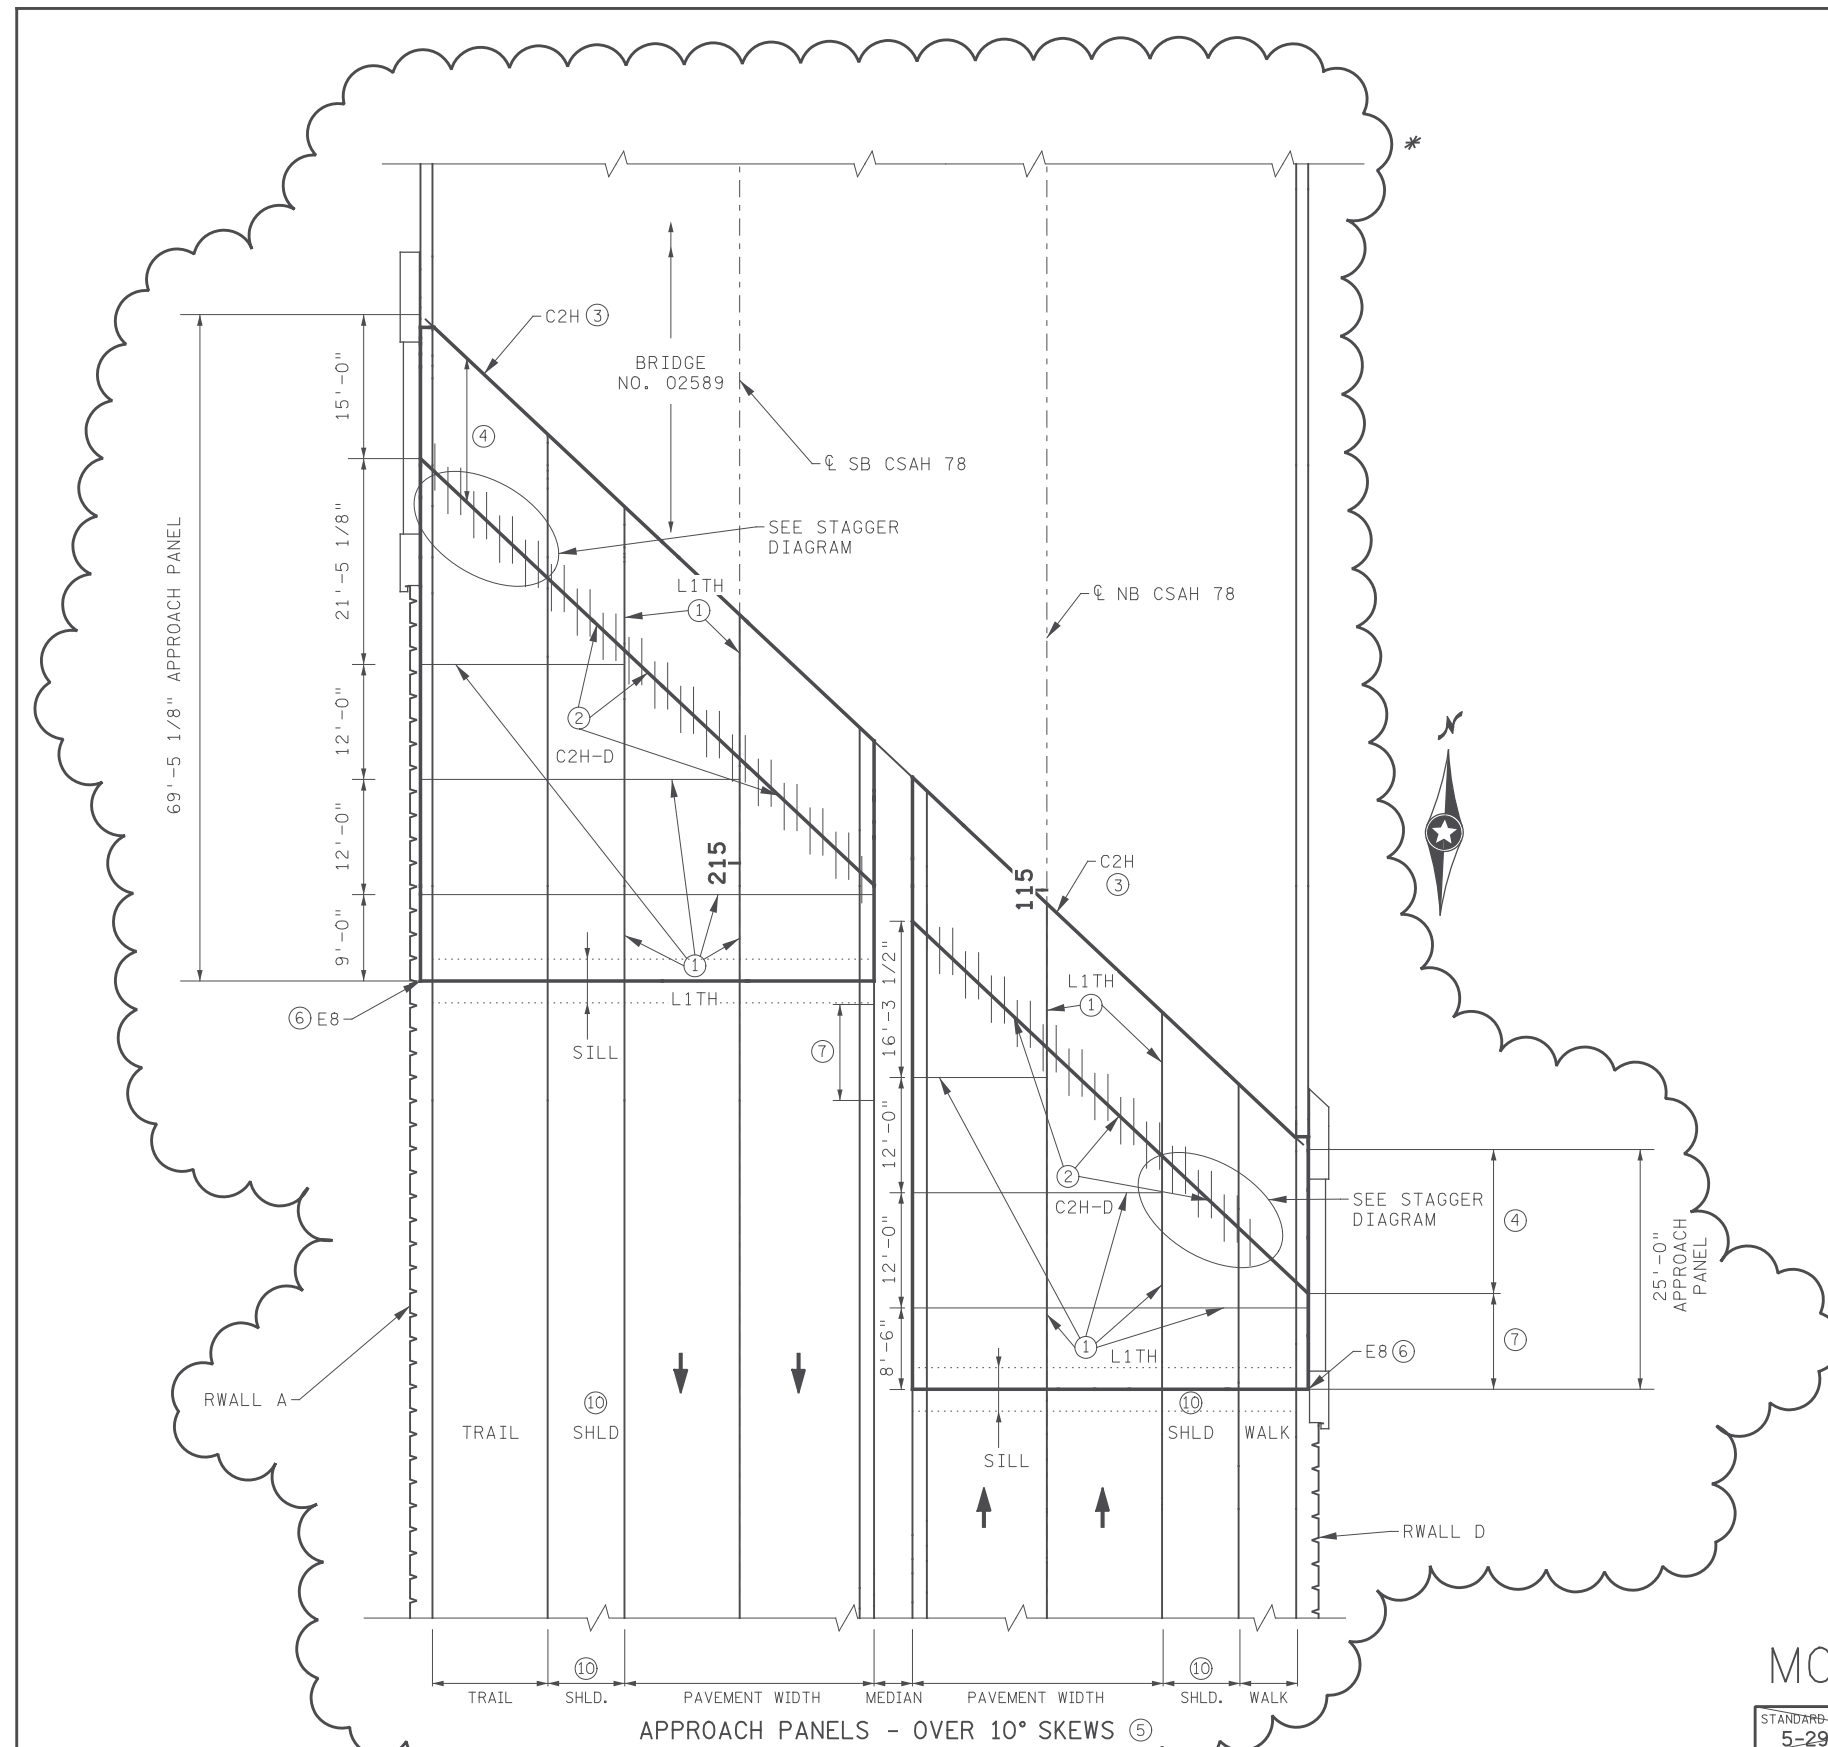 *
C2H ③
BRIDGE
NO. 02589
15'-0"
④
℄ SB CSAH 78
SEE STAGGER
DIAGRAM
69'-5 1/8" APPROACH PANEL
21'-5 1/8"
L1TH
①
℄ NB CSAH 78
②
C2H-D
12'-0"
12'-0"
215
9'-0"
①
L1TH
⑥ E8
SILL
⑦
N
C2H
③
115
16'-3 1/2"
L1TH
①
12'-0"
②
C2H-D
SEE STAGGER
DIAGRAM
④
25'-0"
APPROACH
PANEL
12'-0"
⑦
①
L1TH
E8 ⑥
8'-6"
RWALL A
⑩
⑩
TRAIL
SHLD
SHLD
WALK
SILL
RWALL D
⑩
⑩
TRAIL
SHLD.
PAVEMENT WIDTH
MEDIAN
PAVEMENT WIDTH
SHLD.
WALK
APPROACH PANELS - OVER 10° SKEWS ⑤
MO
STANDARD
5-29